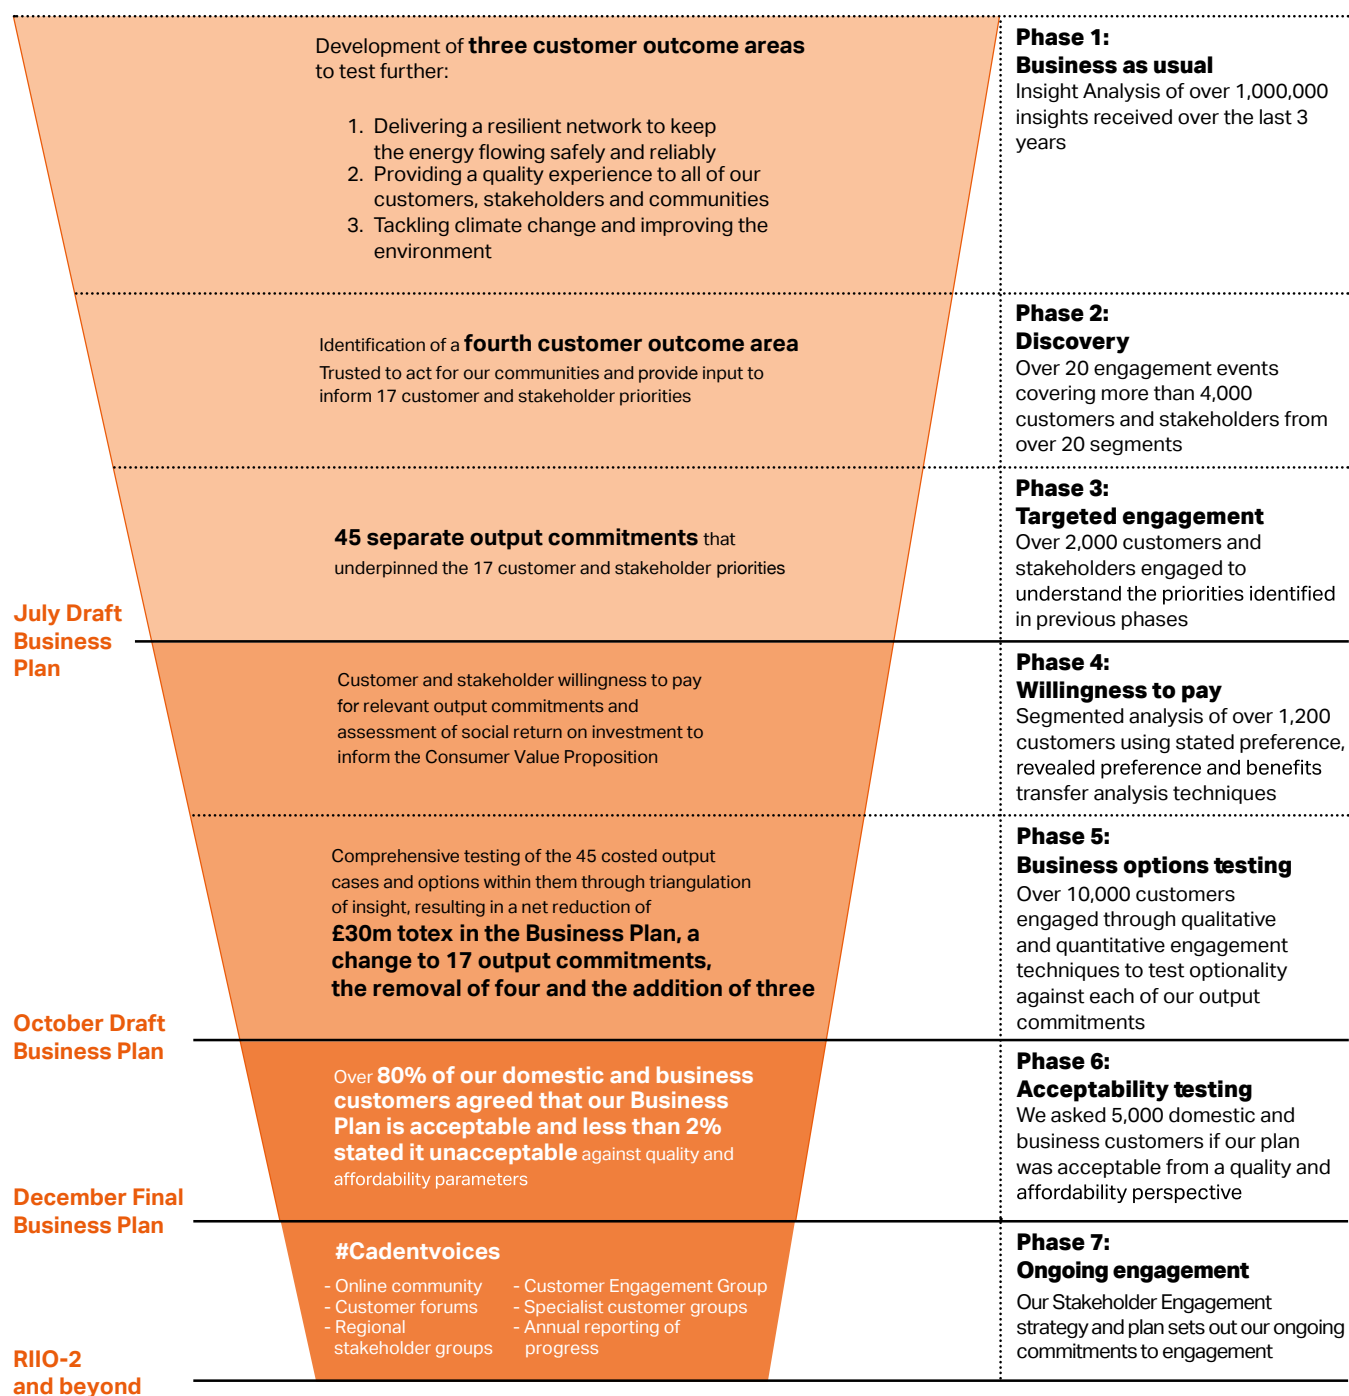 Development of three customer outcome areas
to test further:
1. Delivering a resilient network to keep
the energy flowing safely and reliably
2. Providing a quality experience to all of our
customers, stakeholders and communities
3. Tackling climate change and improving the
environment
Phase 1:
Business as usual
Insight Analysis of over 1,000,000
insights received over the last 3
years
Identification of a fourth customer outcome area
Trusted to act for our communities and provide input to
inform 17 customer and stakeholder priorities
Phase 2:
Discovery
Over 20 engagement events
covering more than 4,000
customers and stakeholders from
over 20 segments
45 separate output commitments that
underpinned the 17 customer and stakeholder priorities
Phase 3:
Targeted engagement
Over 2,000 customers and
stakeholders engaged to
understand the priorities identified
in previous phases
July Draft
Business
Plan
Customer and stakeholder willingness to pay
for relevant output commitments and
assessment of social return on investment to
inform the Consumer Value Proposition
Phase 4:
Willingness to pay
Segmented analysis of over 1,200
customers using stated preference,
revealed preference and benefits
transfer analysis techniques
Comprehensive testing of the 45 costed output
cases and options within them through triangulation
of insight, resulting in a net reduction of
£30m totex in the Business Plan, a
change to 17 output commitments,
the removal of four and the addition of three
Phase 5:
Business options testing
Over 10,000 customers
engaged through qualitative
and quantitative engagement
techniques to test optionality
against each of our output
commitments
October Draft
Business Plan
Over 80% of our domestic and business
customers agreed that our Business
Plan is acceptable and less than 2%
stated it unacceptable against quality and
affordability parameters
Phase 6:
Acceptability testing
We asked 5,000 domestic and
business customers if our plan
was acceptable from a quality and
affordability perspective
December Final
Business Plan
#Cadentvoices
- Online community
- Customer forums
- Regional
stakeholder groups
- Customer Engagement Group
- Specialist customer groups
- Annual reporting of
progress
Phase 7:
Ongoing engagement
Our Stakeholder Engagement
strategy and plan sets out our ongoing
commitments to engagement
RIIO-2
and beyond